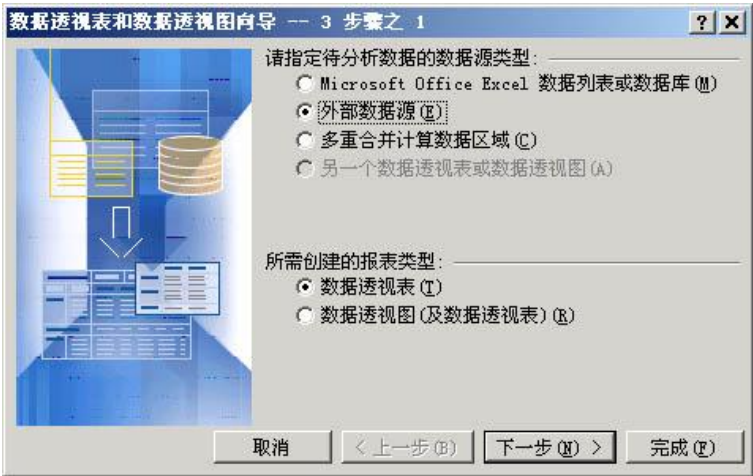 数据透视表和数据透视图向导 -- 3 步骤之 1
请指定待分析数据的数据源类型:
Microsoft Office Excel 数据列表或数据库(M)
外部数据源(E)
多重合并计算数据区域(C)
另一个数据透视表或数据透视图(A)
所需创建的报表类型:
数据透视表(T)
数据透视图(及数据透视表)(R)
取消 < 上一步(B) 下一步(N) > 完成(F)